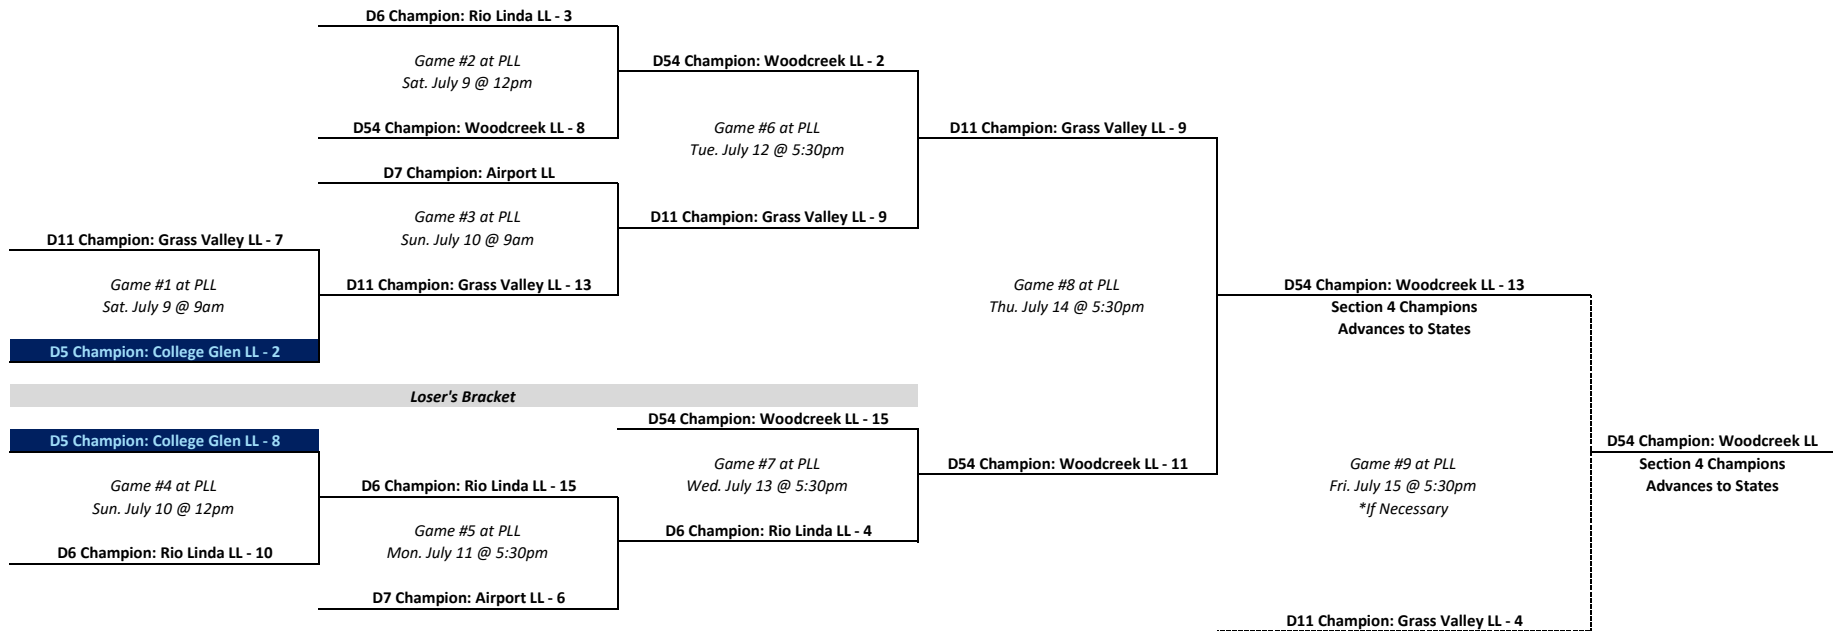 D6 Champion: Rio Linda LL - 3
Game #2 at PLL
Sat. July 9 @ 12pm
D54 Champion: Woodcreek LL - 8
D54 Champion: Woodcreek LL - 2
Game #6 at PLL
Tue. July 12 @ 5:30pm
D11 Champion: Grass Valley LL - 9
D7 Champion: Airport LL
Game #3 at PLL
Sun. July 10 @ 9am
D11 Champion: Grass Valley LL - 13
D11 Champion: Grass Valley LL - 7
Game #1 at PLL
Sat. July 9 @ 9am
D5 Champion: College Glen LL - 2
D11 Champion: Grass Valley LL - 9
Game #8 at PLL
Thu. July 14 @ 5:30pm
D54 Champion: Woodcreek LL - 13
Section 4 Champions
Advances to States
Loser's Bracket
D5 Champion: College Glen LL - 8
Game #4 at PLL
Sun. July 10 @ 12pm
D6 Champion: Rio Linda LL - 10
D6 Champion: Rio Linda LL - 15
Game #5 at PLL
Mon. July 11 @ 5:30pm
D7 Champion: Airport LL - 6
D54 Champion: Woodcreek LL - 15
Game #7 at PLL
Wed. July 13 @ 5:30pm
D6 Champion: Rio Linda LL - 4
D54 Champion: Woodcreek LL - 11
Game #9 at PLL
Fri. July 15 @ 5:30pm
*If Necessary
D11 Champion: Grass Valley LL - 4
D54 Champion: Woodcreek LL
Section 4 Champions
Advances to States